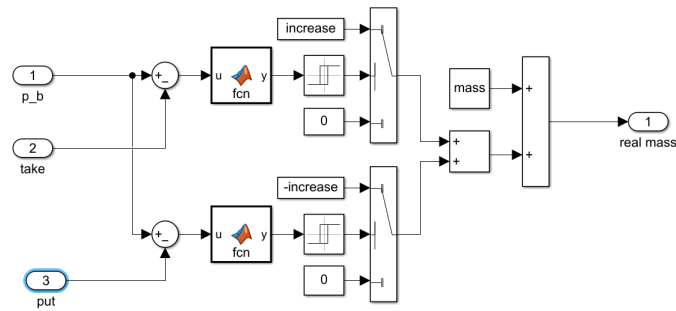 increase
1
p_b
+
_
u
y
fcn
0
2
take
mass
+
+
1
real mass
+
+
-increase
+
_
u
y
fcn
0
3
put